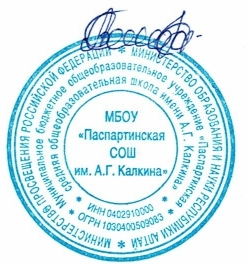 МИНИСТЕРСТВО ПРОСВЕЩЕНИЯ РОССИЙСКОЙ ФЕДЕРАЦИИ * МИНИСТЕРСТВО ОБРАЗОВАНИЯ И НАУКИ РЕСПУБЛИКИ АЛТАЙ *
Муниципальное бюджетное общеобразовательное учреждение «Паспартинская
средняя общеобразовательная школа имени А.Г. Калкина»
* ИНН 0402910000 *
* ОГРН 1030400509083 *
МБОУ
«Паспартинская
СОШ
им. А.Г. Калкина»